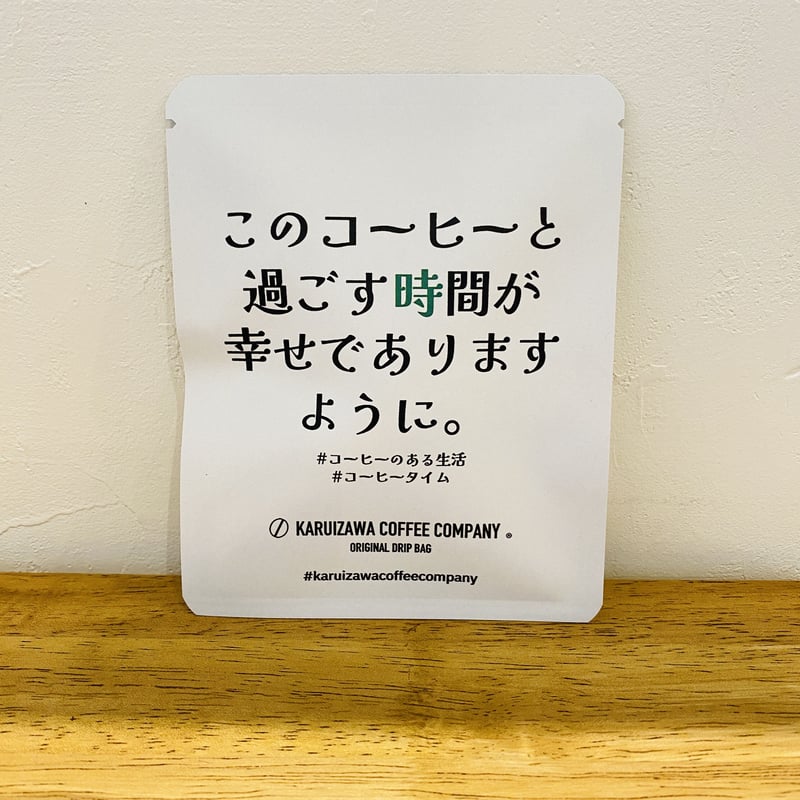 このコーヒーと
過ごす時間が
幸せであります
ように。
#コーヒーのある生活
#コーヒータイム
KARUIZAWA COFFEE COMPANY ®
ORIGINAL DRIP BAG
#karuizawacoffeecompany